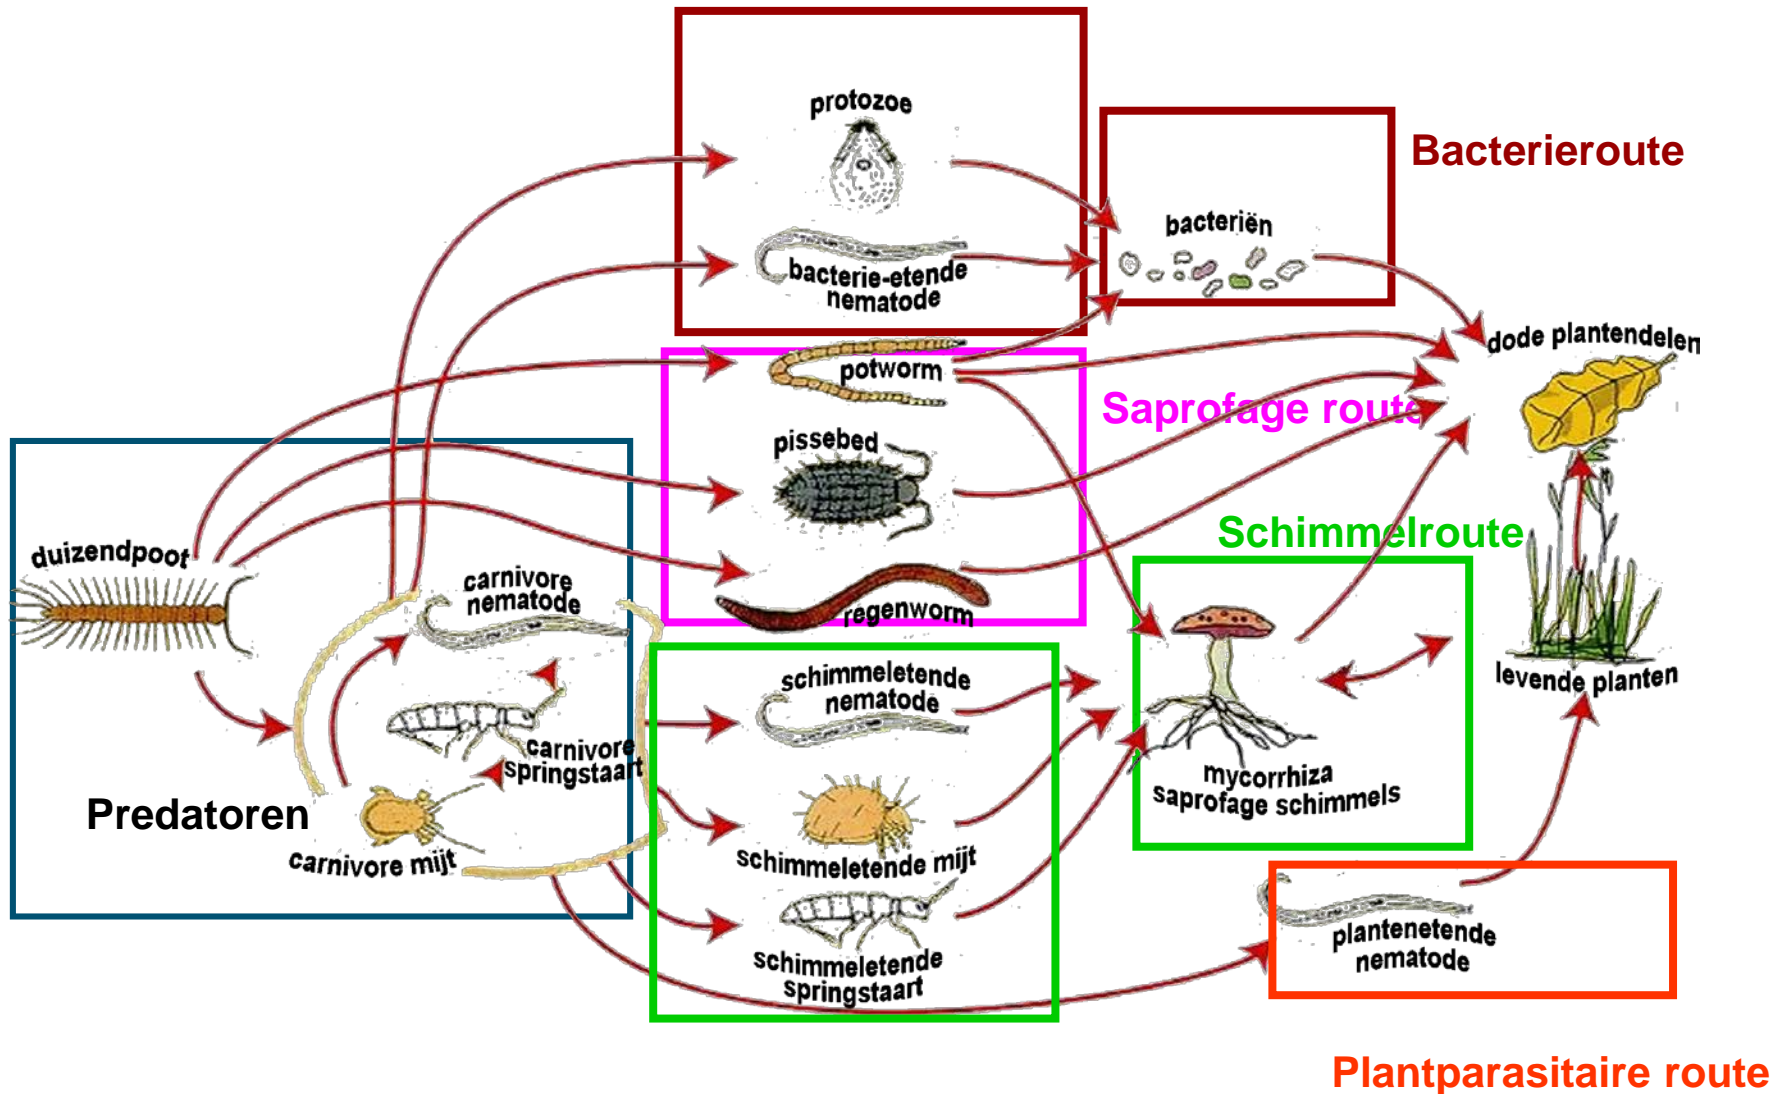 protozoe
Bacterieroute
bacteriën
bacterie-etende
nematode
dode plantendelen
potworm
Saprofage route
pissebed
Schimmelroute
duizendpoot
carnivore
nematode
regenworm
schimmeletende
nematode
levende planten
carnivore
springstaart
mycorrhiza
saprofage schimmels
Predatoren
carnivore mijt
schimmeletende mijt
plantenetende
nematode
schimmeletende
springstaart
Plantparasitaire route